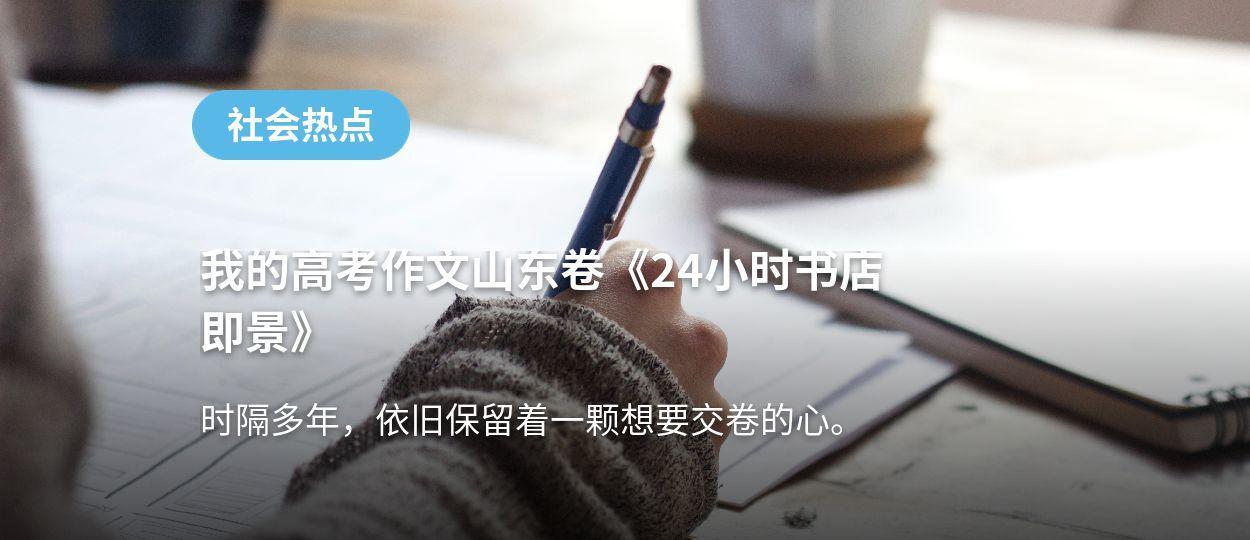 社会热点
我的高考作文山东卷《24小时书店
即景》
时隔多年，依旧保留着一颗想要交卷的心。